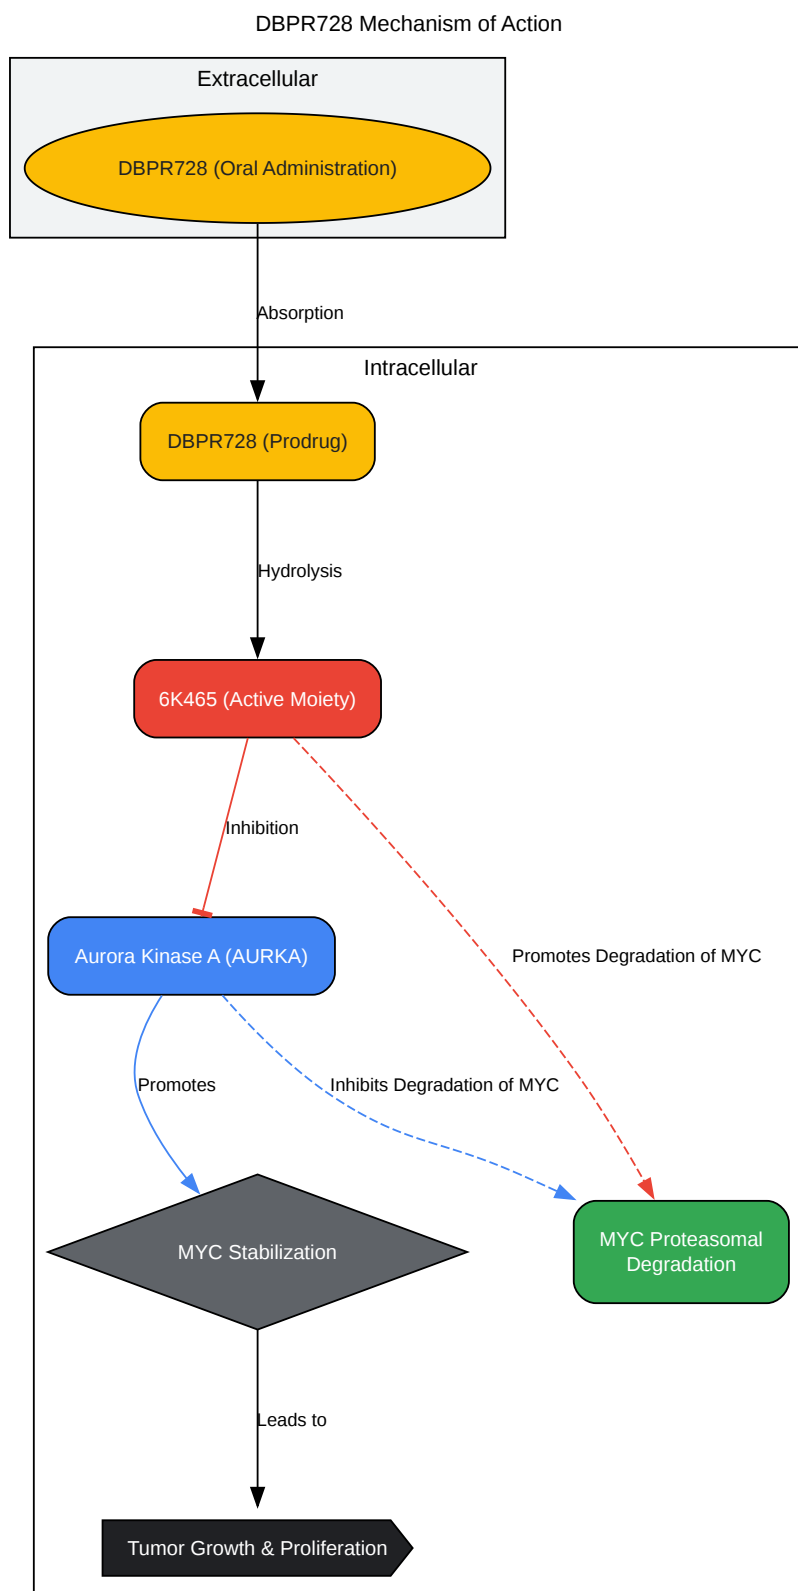 DBPR728 Mechanism of Action
Extracellular
DBPR728 (Oral Administration)
Absorption
Intracellular
DBPR728 (Prodrug)
Hydrolysis
6K465 (Active Moiety)
Inhibition
Aurora Kinase A (AURKA)
Promotes Degradation of MYC
Promotes
Inhibits Degradation of MYC
MYC Stabilization
MYC Proteasomal
Degradation
Leads to
Tumor Growth & Proliferation